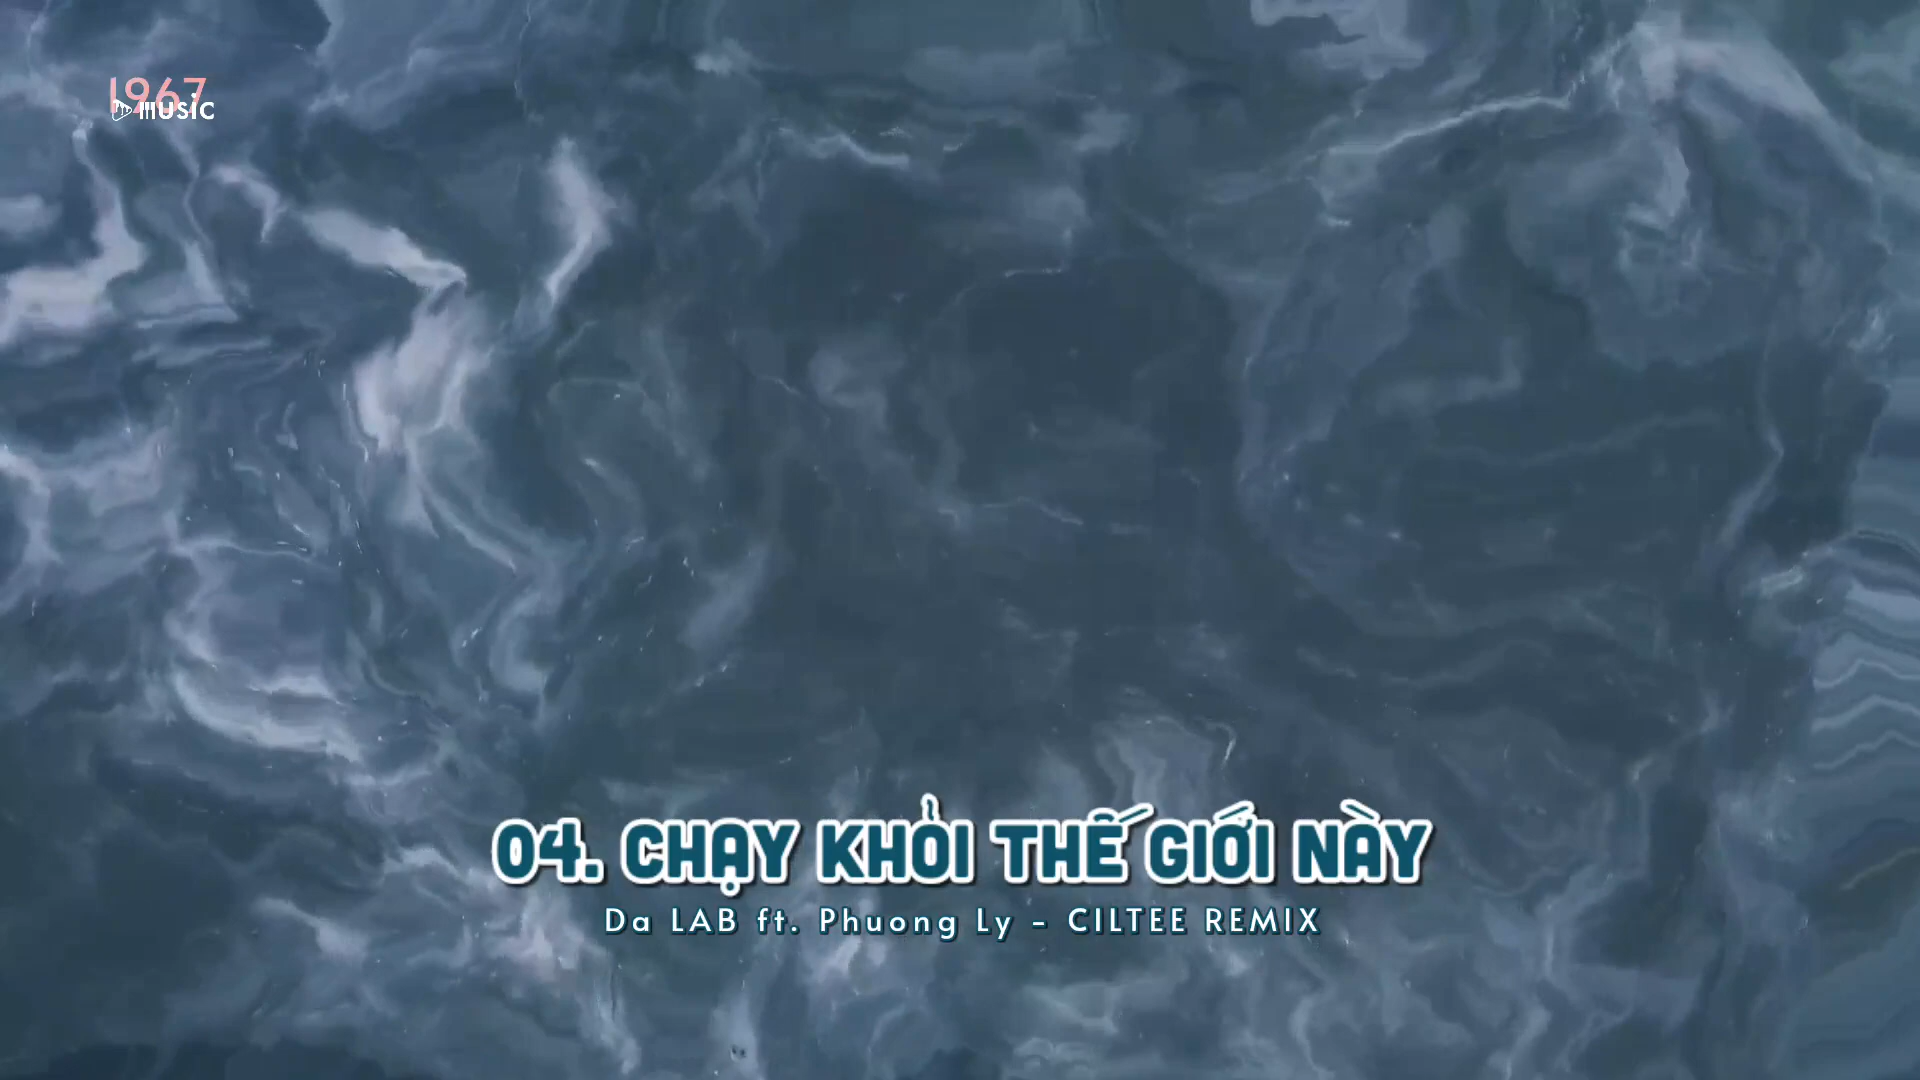 1967
MUSIC
04. CHẠY KHỎI THẾ GIỚI NÀY
Da LAB ft. Phuong Ly - CILTEE REMIX